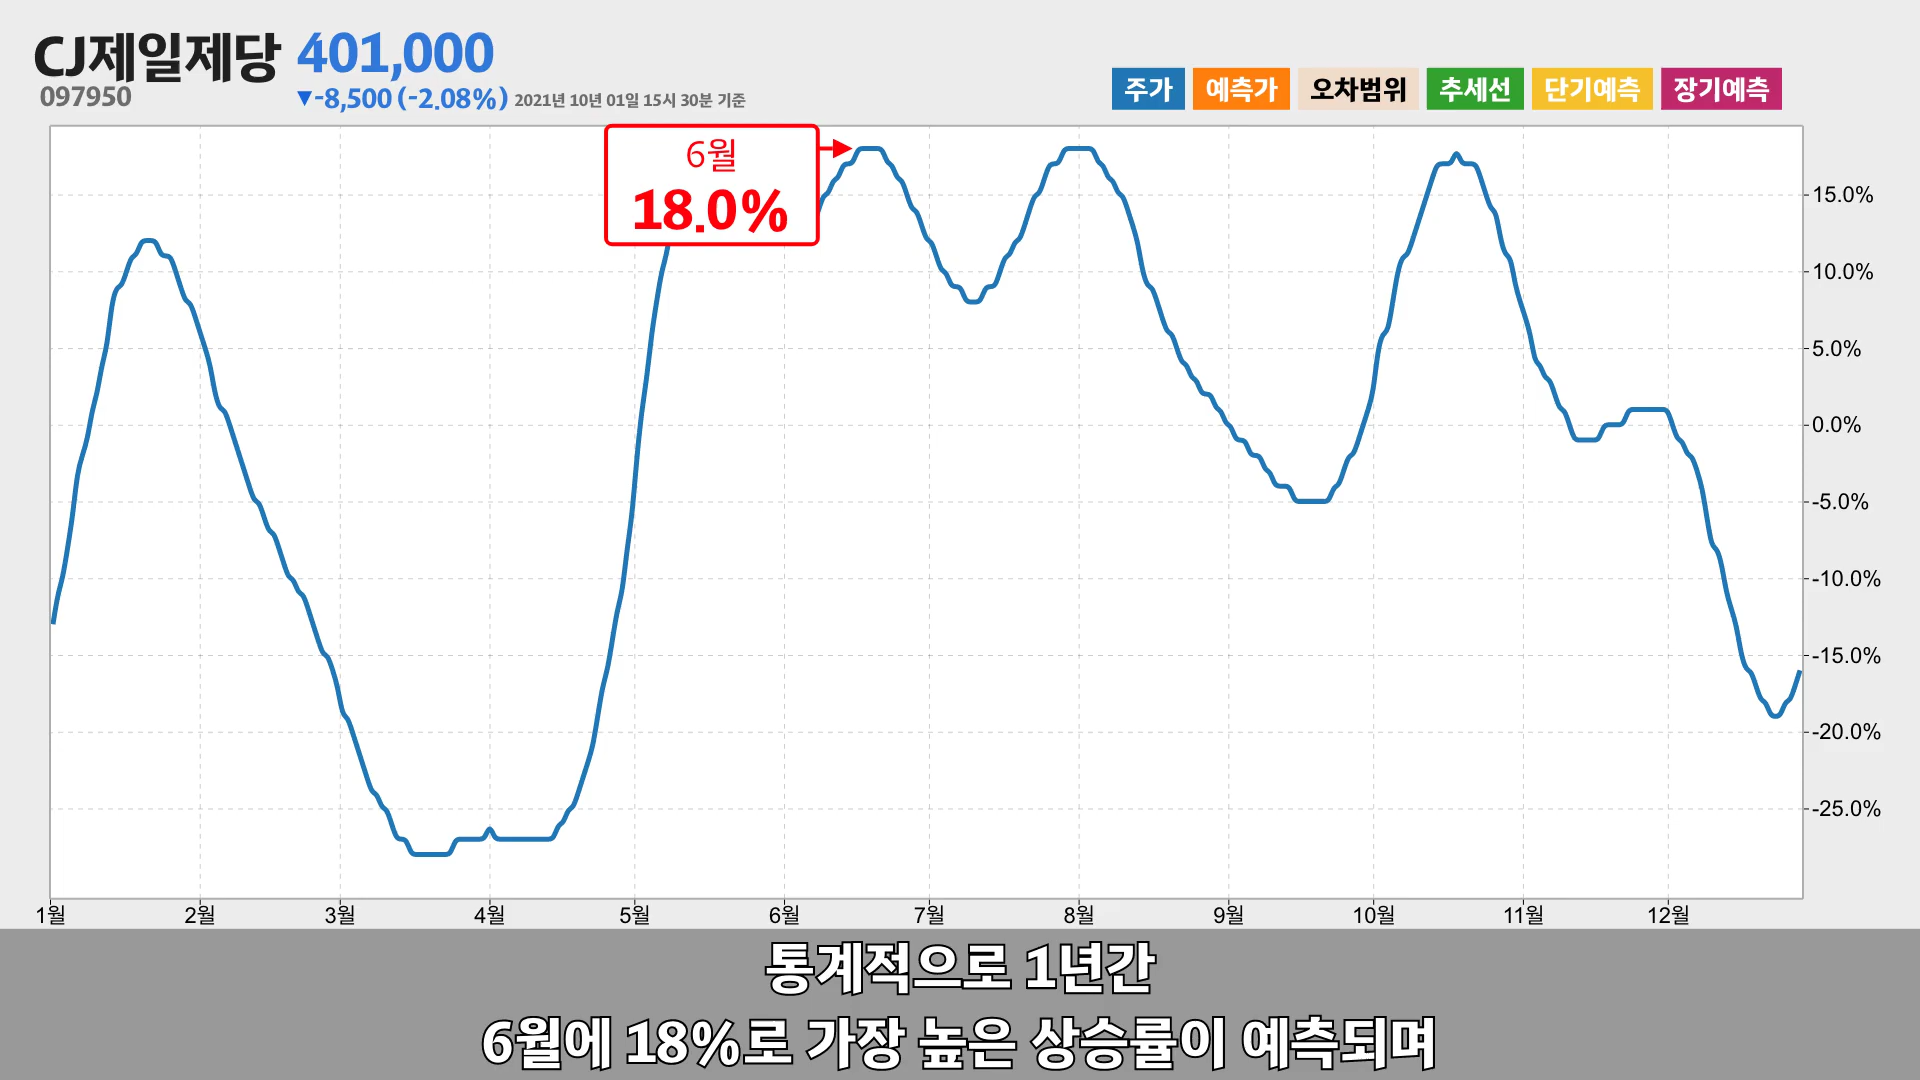 CJ제일제당
401,000
097950
▼-8,500 (-2.08%) 2021년 10년 01일 15시 30분 기준
주가 예측가 오차범위 추세선 단기예측 장기예측
6월
18.0%
15.0%
10.0%
5.0%
0.0%
-5.0%
-10.0%
-15.0%
-20.0%
-25.0%
1월 2월 3월 4월 5월 6월 7월 8월 9월 10월 11월 12월
통계적으로 1년간
6월에 18%로 가장 높은 상승률이 예측되며